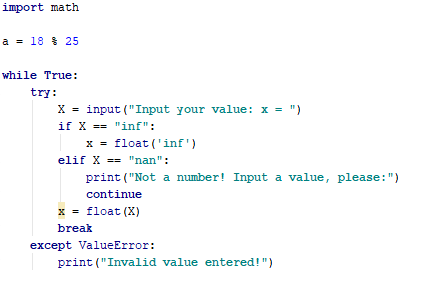 import math
a = 18 % 25
while True:
try:
X = input("Input your value: x = ")
if X == "inf":
x = float('inf')
elif X == "nan":
print("Not a number! Input a value, please:")
continue
x = float(X)
break
except ValueError:
print("Invalid value entered!")